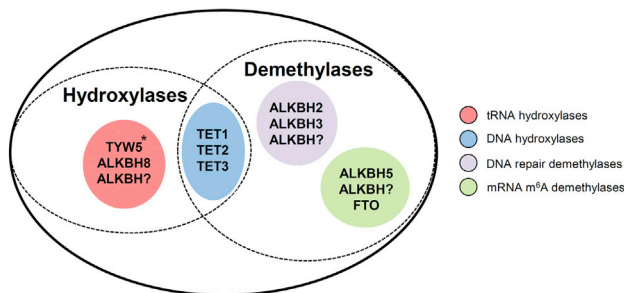 Demethylases
Hydroxylases
TYW5*
ALKBH8
ALKBH?
TET1
TET2
TET3
ALKBH2
ALKBH3
ALKBH?
ALKBH5
ALKBH?
FTO
tRNA hydroxylases
DNA hydroxylases
DNA repair demethylases
mRNA m⁶A demethylases